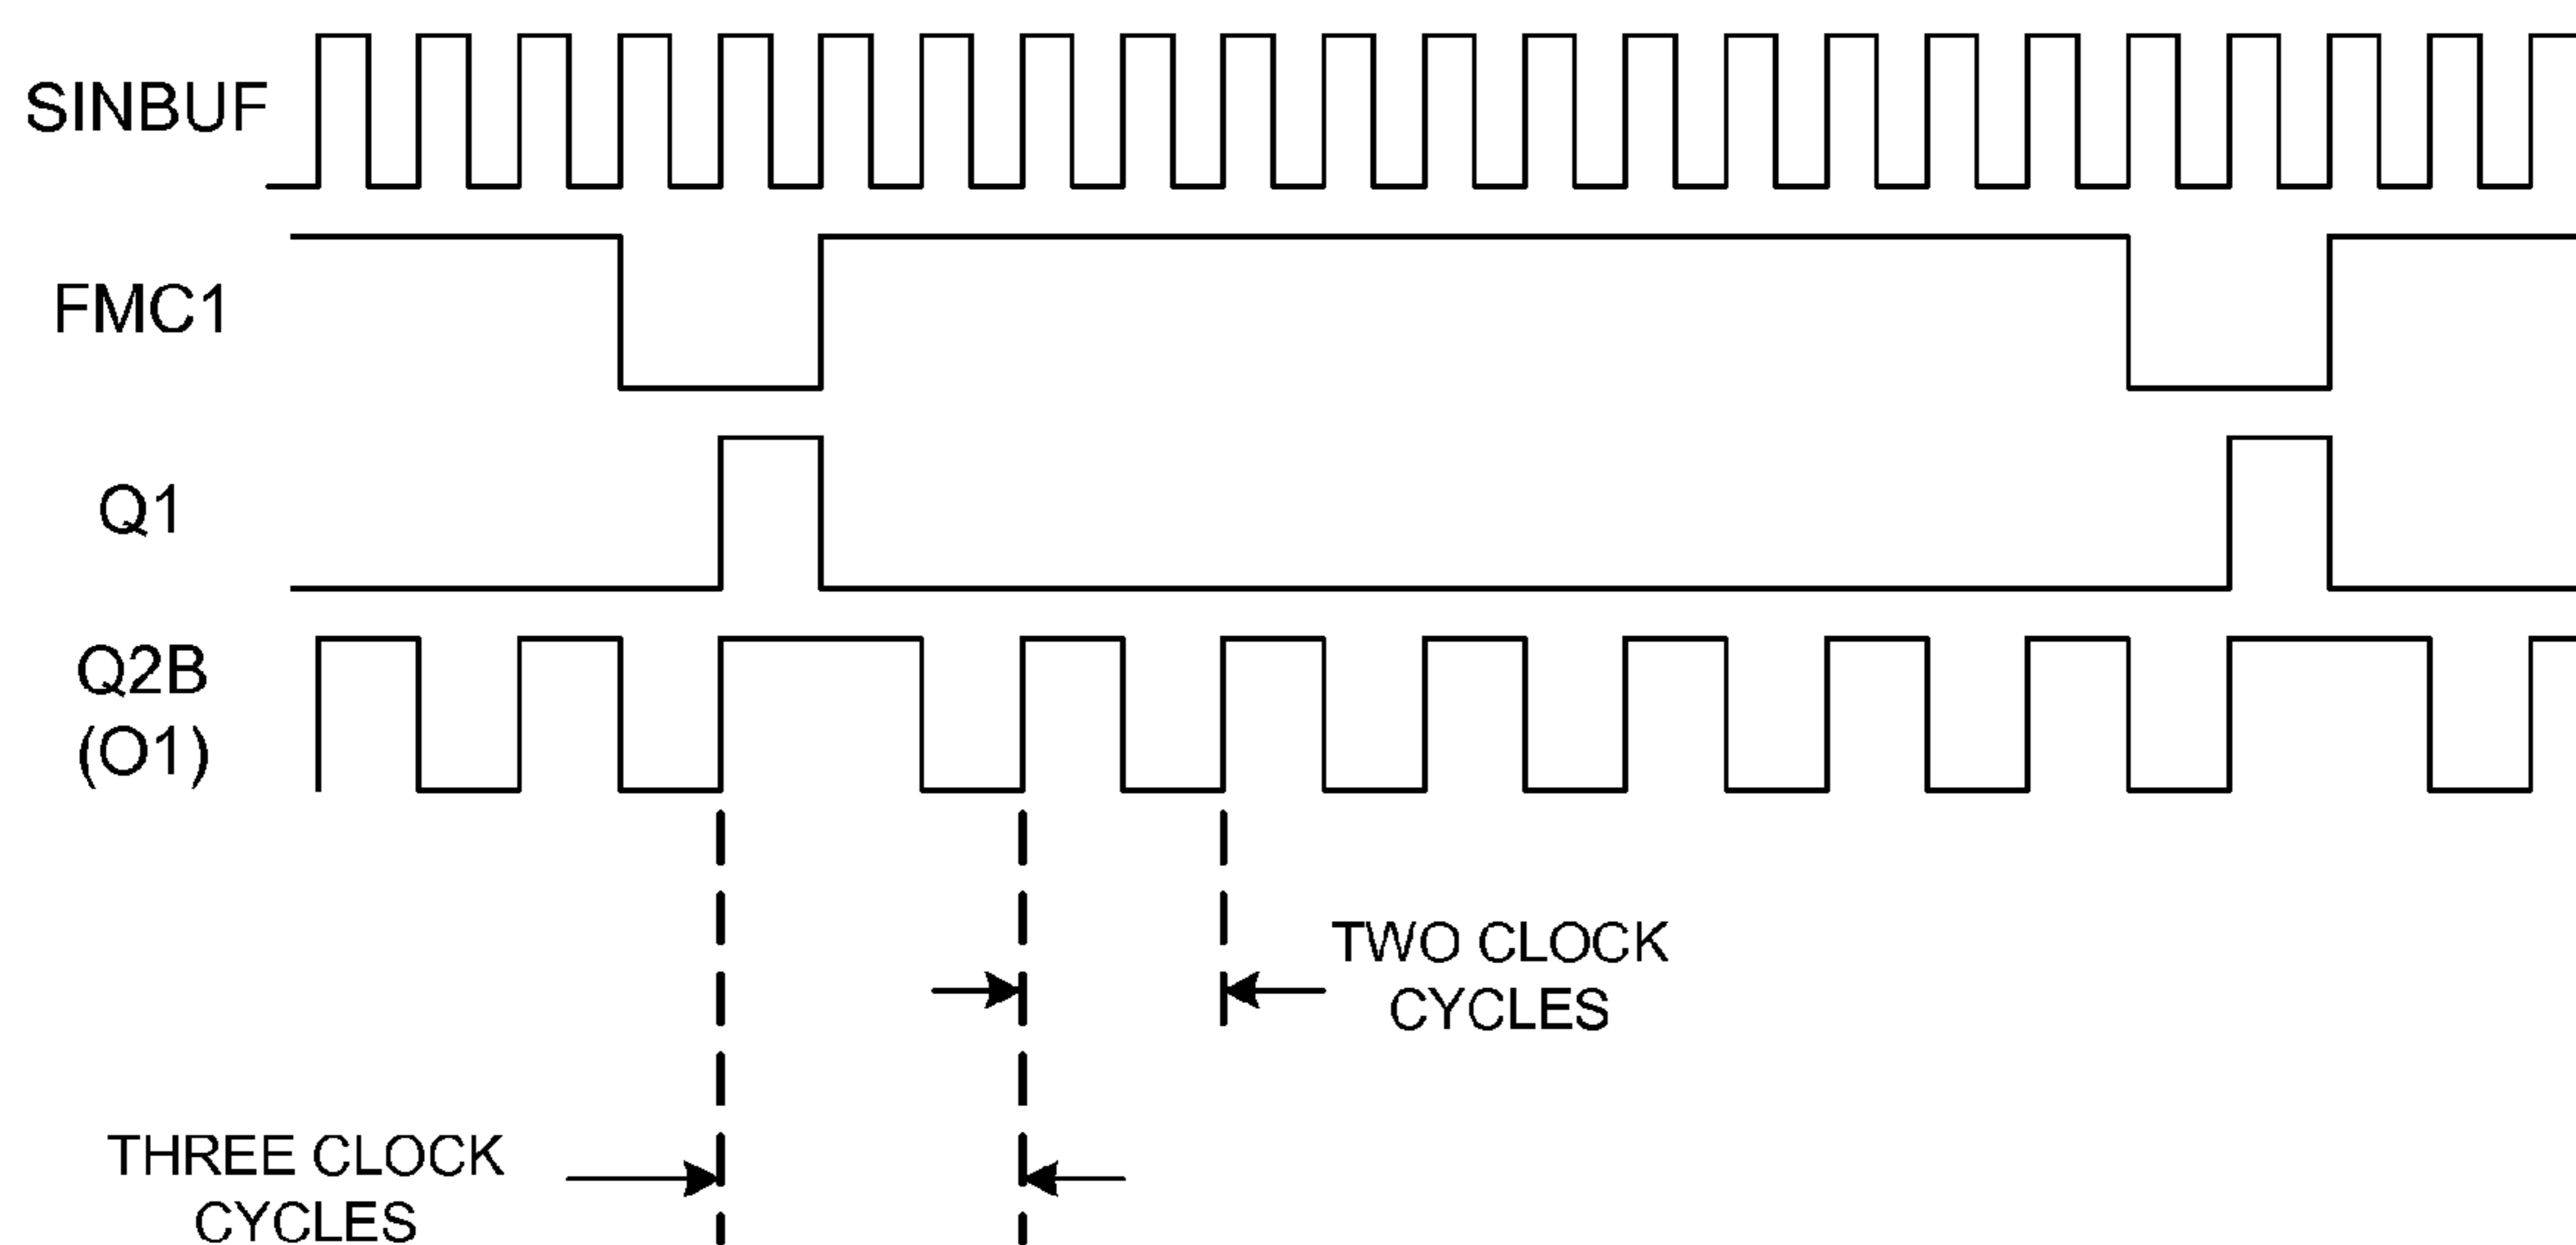 SINBUF
FMC1
Q1
Q2B
(O1)
TWO CLOCK
CYCLES
THREE CLOCK
CYCLES